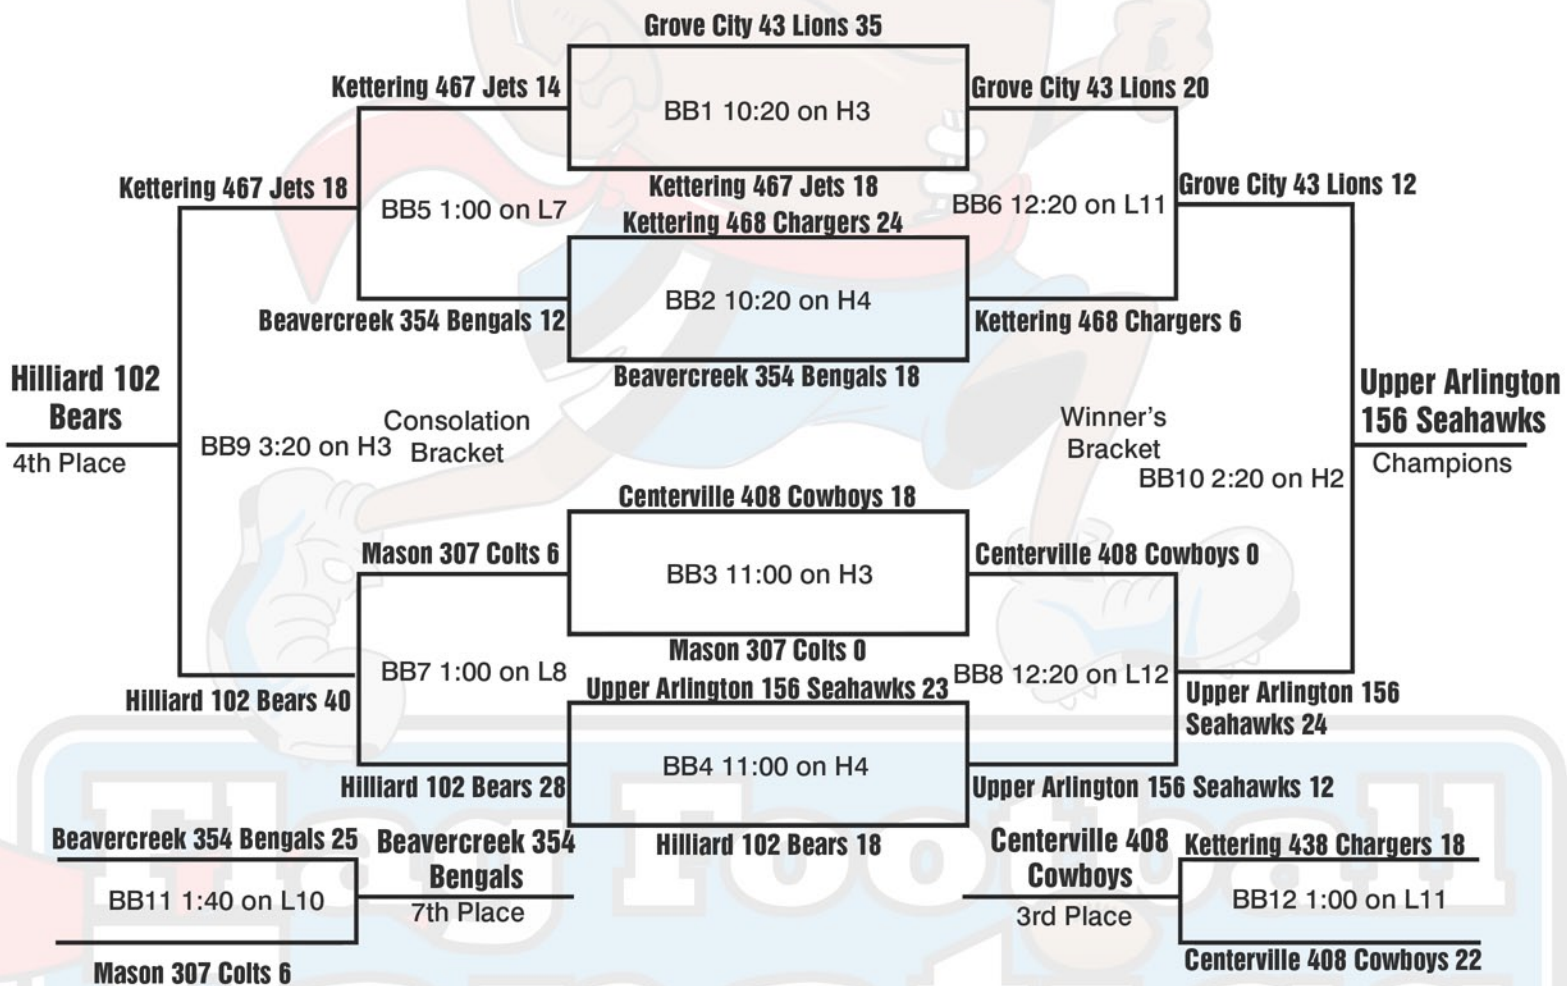 Grove City 43 Lions 35
Kettering 467 Jets 14
BB1 10:20 on H3
Grove City 43 Lions 20
Kettering 467 Jets 18
Kettering 467 Jets 18
Grove City 43 Lions 12
BB5 1:00 on L7
BB6 12:20 on L11
Kettering 468 Chargers 24
BB2 10:20 on H4
Beavercreek 354 Bengals 12
Kettering 468 Chargers 6
Beavercreek 354 Bengals 18
Hilliard 102
Bears
4th Place
BB9 3:20 on H3
Consolation
Bracket
Winner's
Bracket
BB10 2:20 on H2
Upper Arlington
156 Seahawks
Champions
Centerville 408 Cowboys 18
Mason 307 Colts 6
BB3 11:00 on H3
Centerville 408 Cowboys 0
Mason 307 Colts 0
BB7 1:00 on L8
BB8 12:20 on L12
Upper Arlington 156 Seahawks 23
Hilliard 102 Bears 40
Upper Arlington 156
Seahawks 24
BB4 11:00 on H4
Hilliard 102 Bears 28
Upper Arlington 156 Seahawks 12
Hilliard 102 Bears 18
Beavercreek 354 Bengals 25
BB11 1:40 on L10
Mason 307 Colts 6
Beavercreek 354
Bengals
7th Place
Centerville 408
Cowboys
3rd Place
Kettering 438 Chargers 18
BB12 1:00 on L11
Centerville 408 Cowboys 22
Flag Football